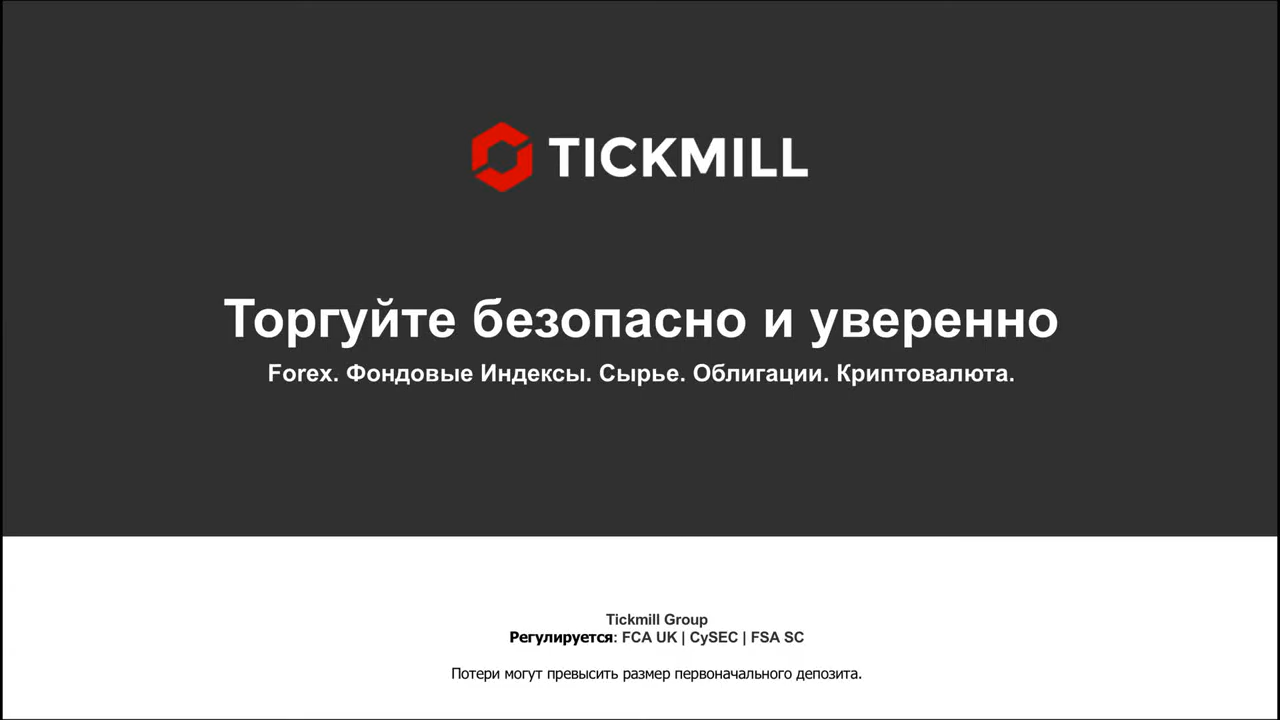 TICKMILL
Торгуйте безопасно и уверенно
Forex. Фондовые Индексы. Сырье. Облигации. Криптовалюта.
Tickmill Group
Регулируется: FCA UK | CySEC | FSA SC
Потери могут превысить размер первоначального депозита.